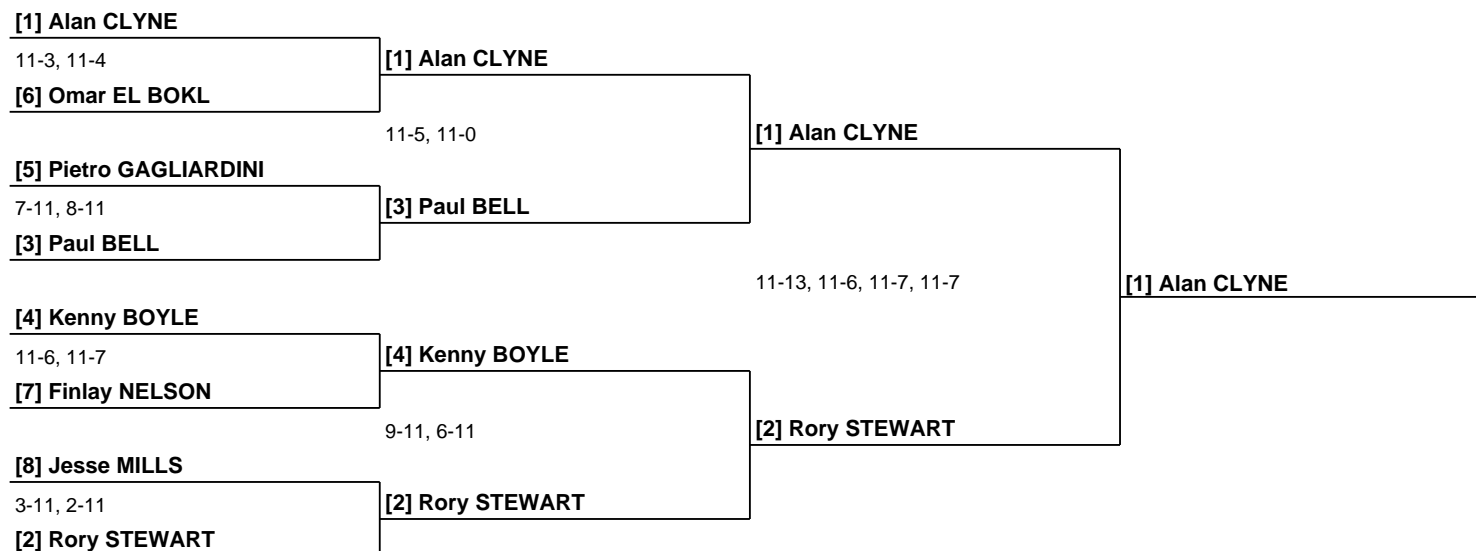 [1] Alan CLYNE
11-3, 11-4
[1] Alan CLYNE
[6] Omar EL BOKL
11-5, 11-0
[1] Alan CLYNE
[5] Pietro GAGLIARDINI
7-11, 8-11
[3] Paul BELL
[3] Paul BELL
11-13, 11-6, 11-7, 11-7
[1] Alan CLYNE
[4] Kenny BOYLE
11-6, 11-7
[4] Kenny BOYLE
[7] Finlay NELSON
9-11, 6-11
[2] Rory STEWART
[8] Jesse MILLS
3-11, 2-11
[2] Rory STEWART
[2] Rory STEWART